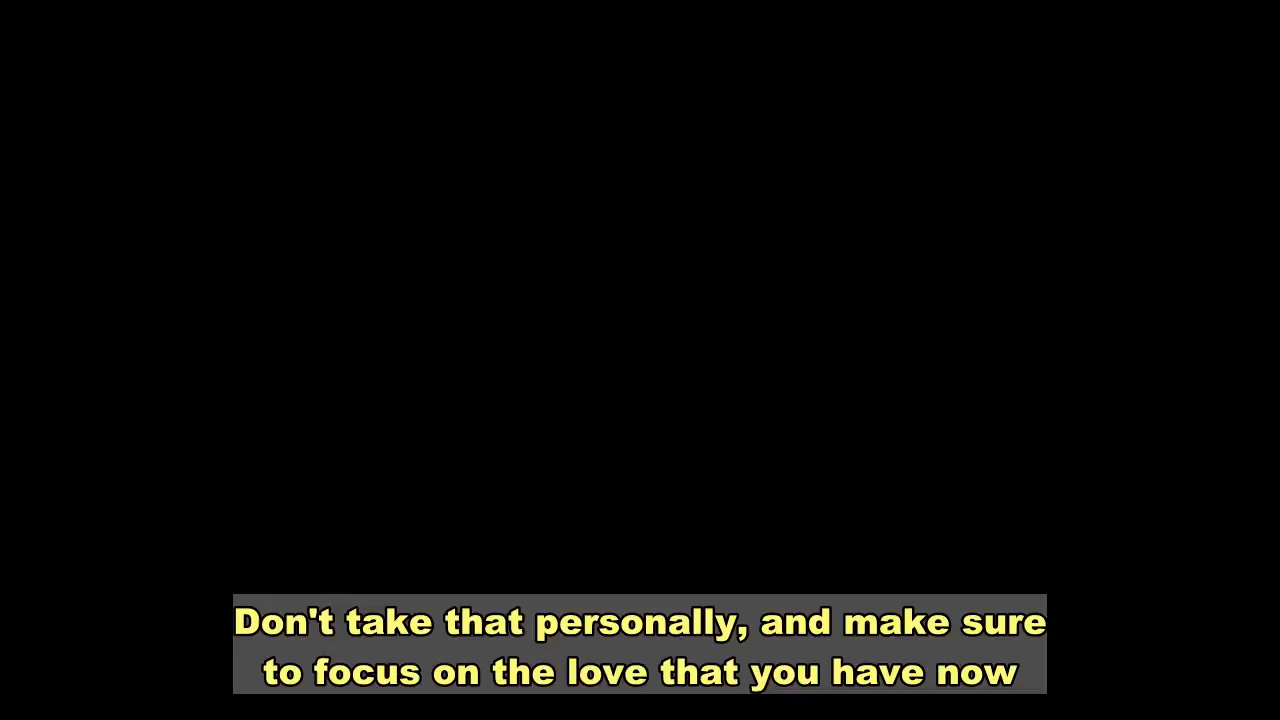 Don't take that personally, and make sure
to focus on the love that you have now